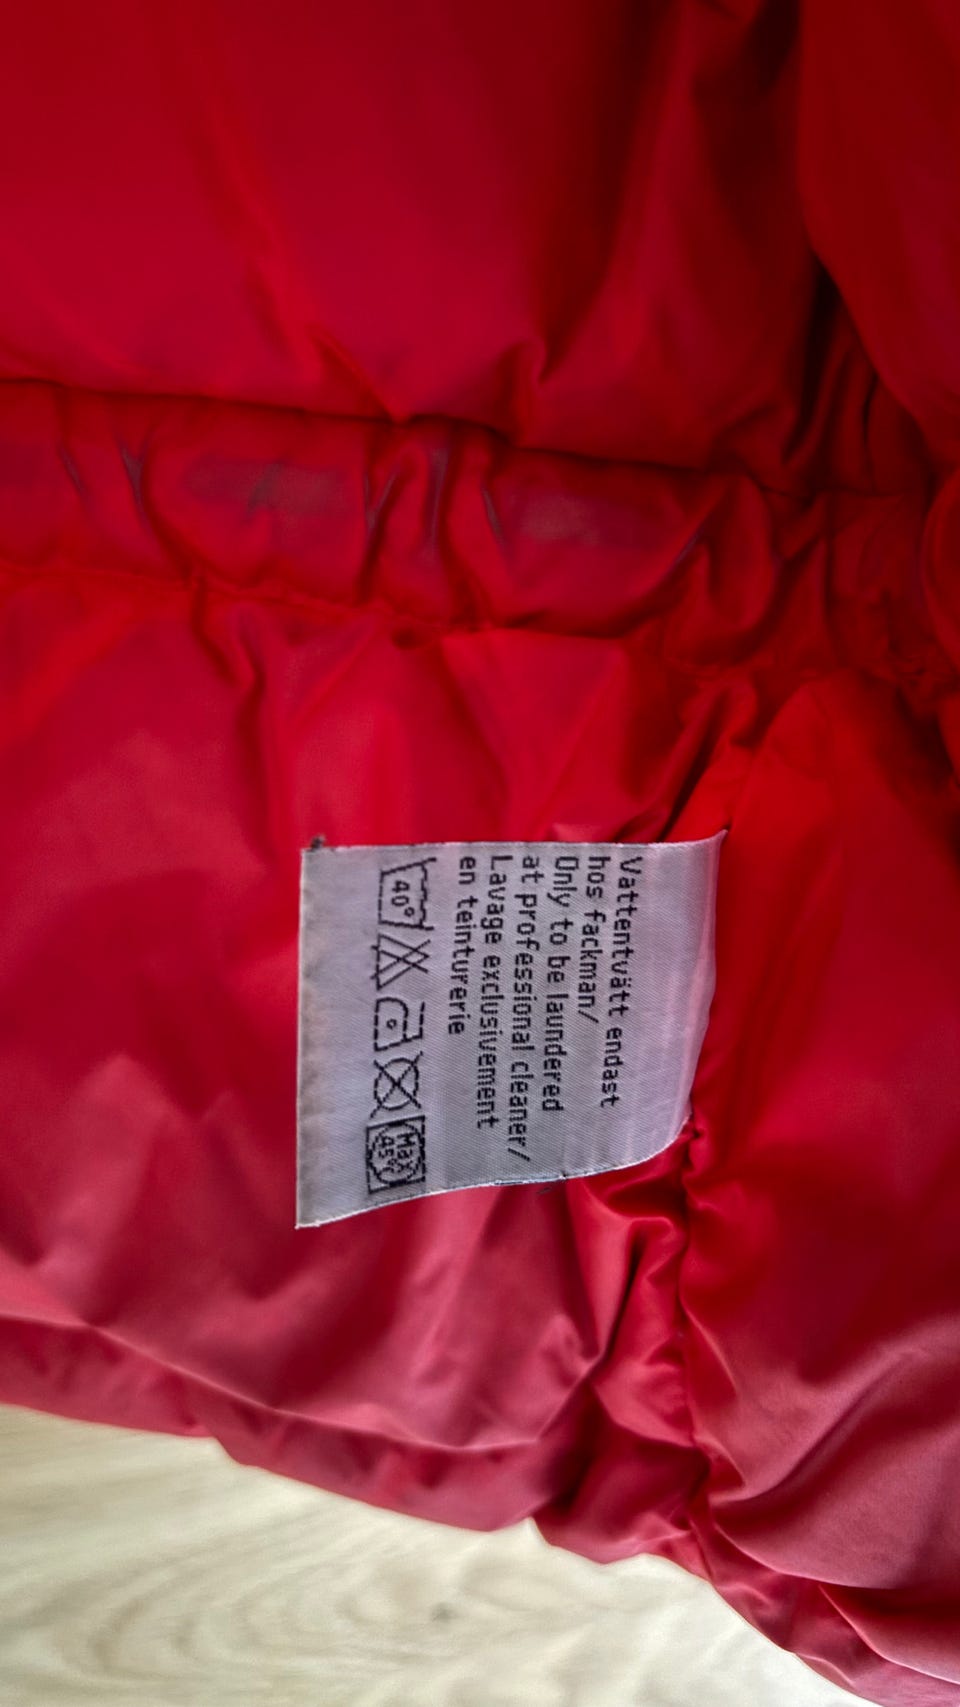 Vattentvätt endast
hos fackman/
Only to be laundered
at professional cleaner/
Lavage exclusivement
en teinturerie
40° Max 45°